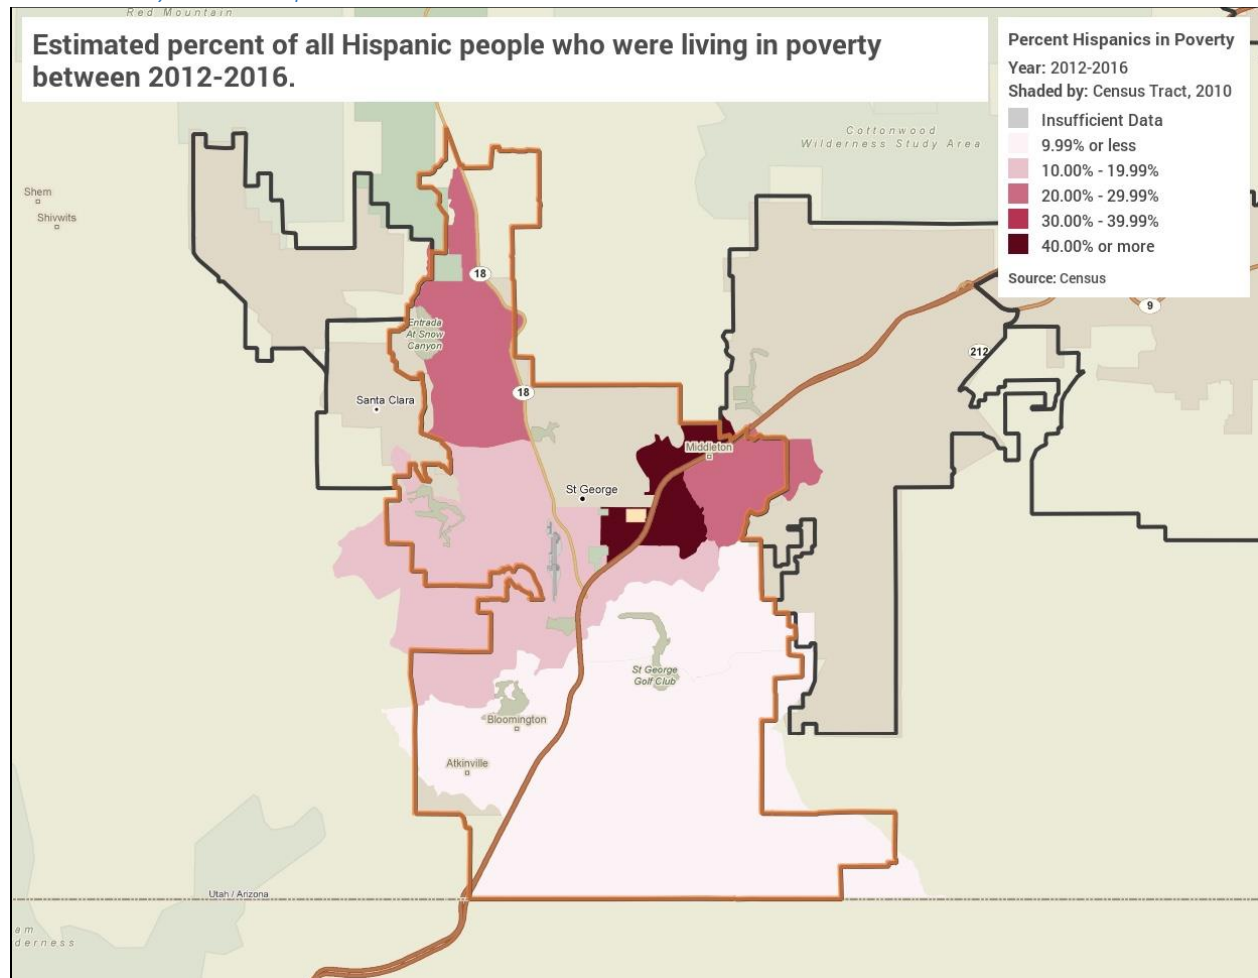 Red Mountain
Estimated percent of all Hispanic people who were living in poverty
between 2012-2016.
Percent Hispanics in Poverty
Year: 2012-2016
Shaded by: Census Tract, 2010
Insufficient Data
9.99% or less
10.00% - 19.99%
20.00% - 29.99%
30.00% - 39.99%
40.00% or more
Source: Census
Cottonwood
Wilderness Study Area
Shem
Shivwits
18
9
Entrada
At Snow
Canyon
212
18
Santa Clara
Middleton
St George
St George
Golf Club
Bloomington
Atkinville
Utah / Arizona
am
derness